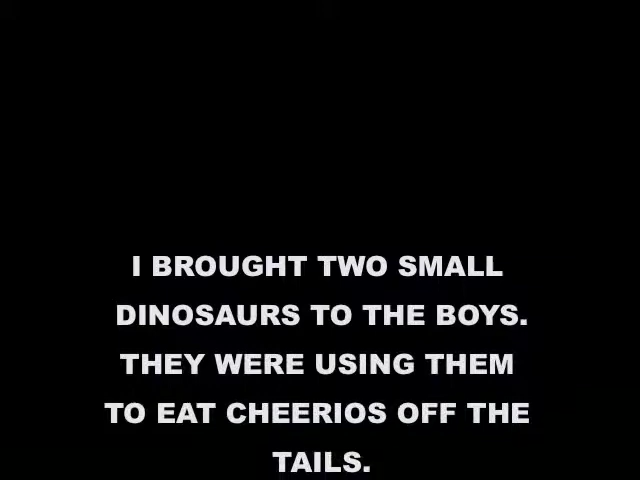 I BROUGHT TWO SMALL
DINOSAURS TO THE BOYS.
THEY WERE USING THEM
TO EAT CHEERIOS OFF THE
TAILS.